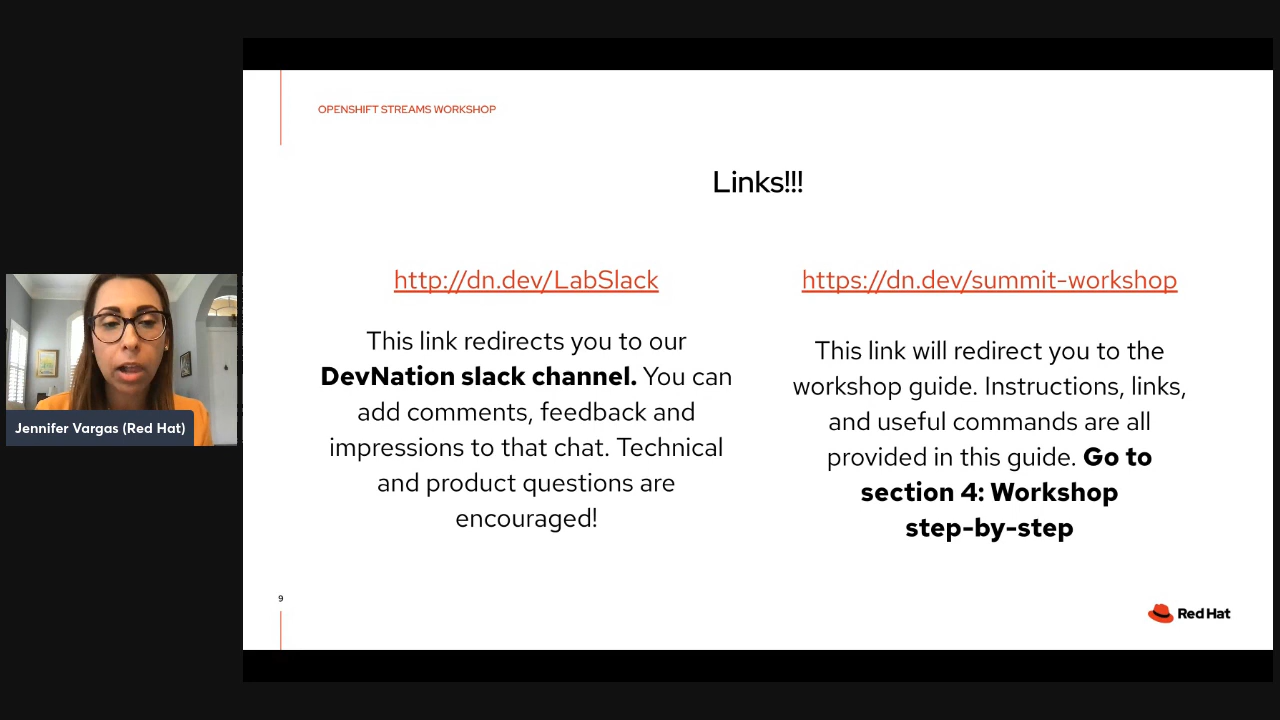 OPENSHIFT STREAMS WORKSHOP
Links!!!
http://dn.dev/LabSlack
This link redirects you to our
DevNation slack channel. You can
add comments, feedback and
impressions to that chat. Technical
and product questions are
encouraged!
https://dn.dev/summit-workshop
This link will redirect you to the
workshop guide. Instructions, links,
and useful commands are all
provided in this guide. Go to
section 4: Workshop
step-by-step
Jennifer Vargas (Red Hat)
9
Red Hat